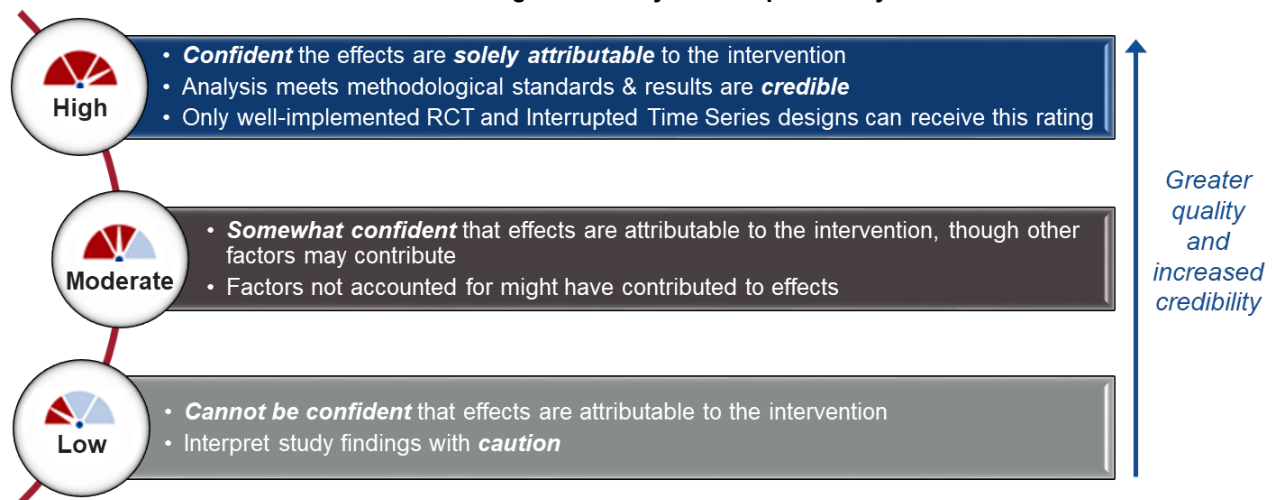 High
• Confident the effects are solely attributable to the intervention
• Analysis meets methodological standards & results are credible
• Only well-implemented RCT and Interrupted Time Series designs can receive this rating
Moderate
• Somewhat confident that effects are attributable to the intervention, though other
factors may contribute
• Factors not accounted for might have contributed to effects
Low
• Cannot be confident that effects are attributable to the intervention
• Interpret study findings with caution
Greater
quality
and
increased
credibility